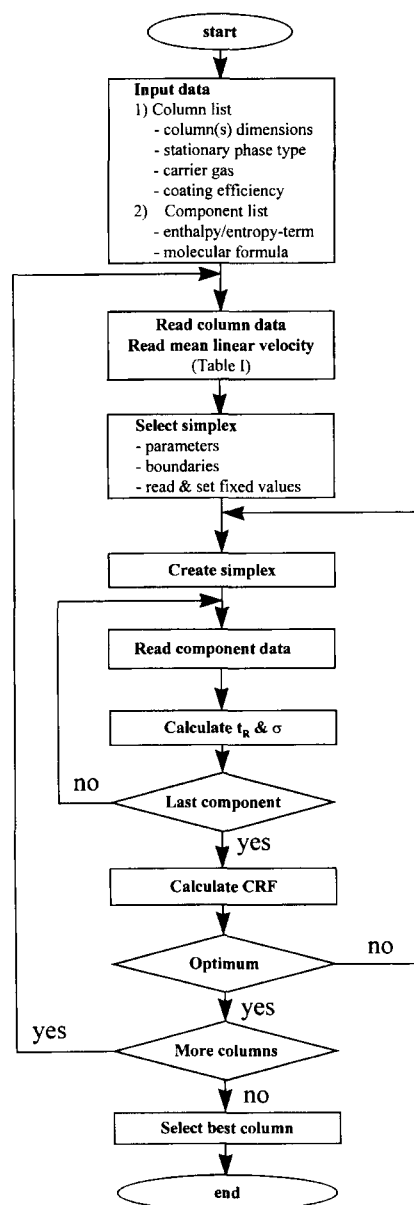 start
Input data
1) Column list
- column(s) dimensions
- stationary phase type
- carrier gas
- coating efficiency
2) Component list
- enthalpy/entropy-term
- molecular formula
Read column data
Read mean linear velocity
(Table I)
Select simplex
- parameters
- boundaries
- read & set fixed values
Create simplex
Read component data
Calculate tR & σ
no
Last component
yes
Calculate CRF
Optimum
no
yes
yes
More columns
no
Select best column
end